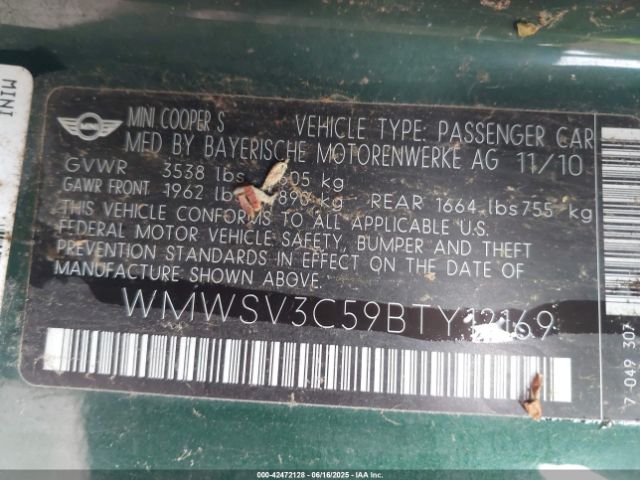 MINI
MINI COOPER S VEHICLE TYPE: PASSENGER CAR
MFD BY BAYERISCHE MOTORENWERKE AG 11/10
GVWR 3538 lbs kg
GAWR FRONT 1962 890 kg REAR 1664 lbs 755 kg
THIS VEHICLE CONFORMS TO ALL APPLICABLE U.S.
FEDERAL MOTOR VEHICLE SAFETY, BUMPER AND THEFT
PREVENTION STANDARDS IN EFFECT ON THE DATE OF
MANUFACTURE SHOWN ABOVE.
WMWSV3C59BTY12169
7-049 307
000-42472128 - 06/16/2025 - IAA Inc.